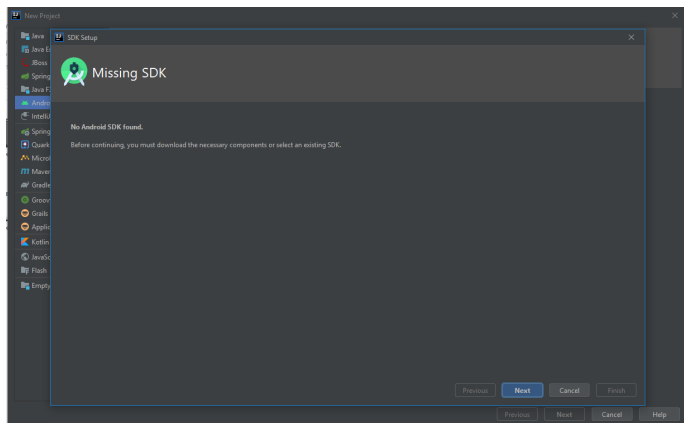 New Project
Java
SDK Setup
Java E
JBoss
Spring
Missing SDK
Java F
Andro
Intelli
No Android SDK found.
Spring
Before continuing, you must download the necessary components or select an existing SDK.
Quark
Micro
Maven
Gradle
Groov
Grails
Applic
Kotlin
JavaSc
Flash
Empty
Previous Next Cancel Finish
Previous Next Cancel Help